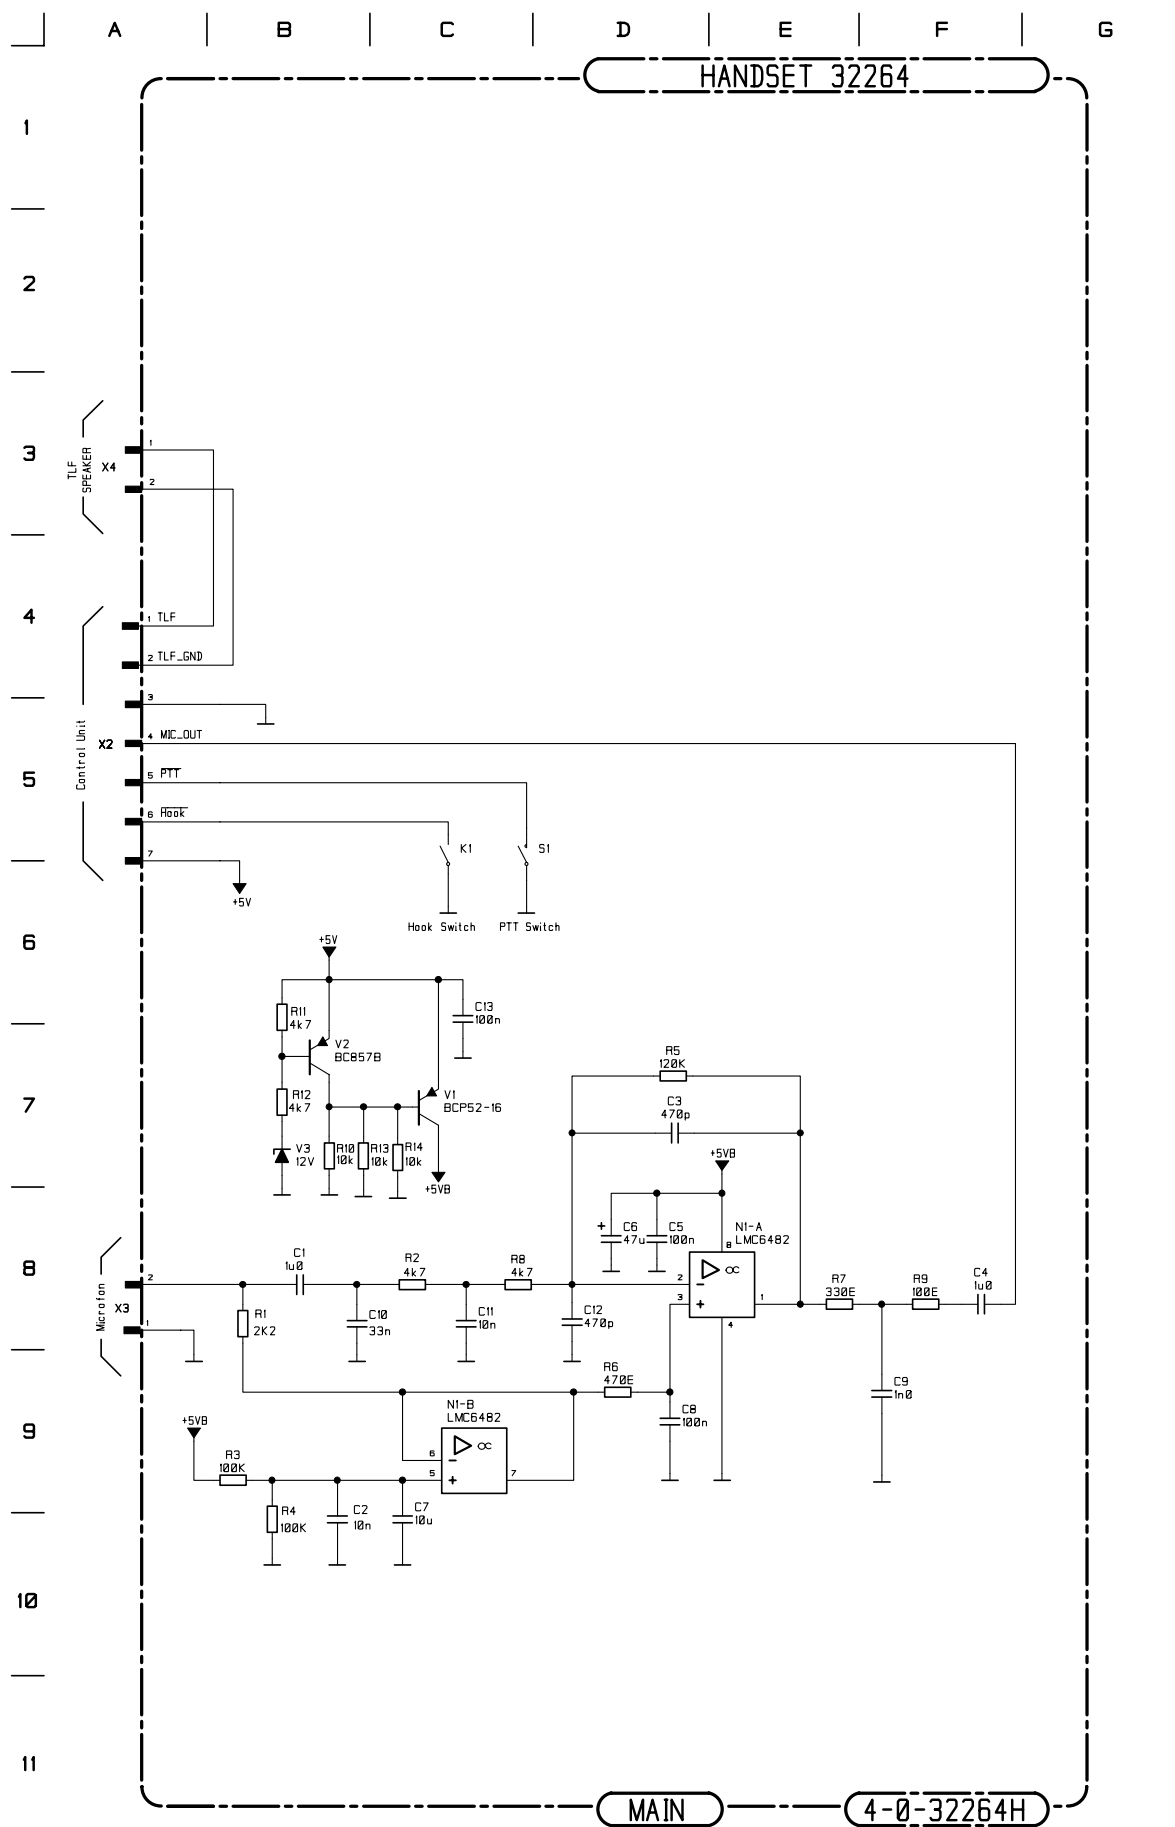 A B C D E F G
HANDSET 32264
1
2
3
TLF
SPEAKER
X4
1
2
4
1 TLF
2 TLF_GND
3
4 MIC_OUT
Control Unit
X2
5
5 PTT
6 Hook
7
+5V
K1
S1
Hook Switch
PTT Switch
6
+5V
R11
4k7
C13
100n
V2
BC857B
R5
120K
7
R12
4k7
V1
BCP52-16
C3
470p
V3
12V
R10
10k
R13
10k
R14
10k
+5VB
+5VB
8
+
C6
47u
C5
100n
N1-A
LMC6482
8
C1
1u0
R2
4k7
R8
4k7
2
-
3
+
1
4
R7
330E
R9
100E
C4
1u0
Microfon
X3
2
1
R1
2K2
C10
33n
C11
10n
C12
470p
R6
470E
C9
1n0
9
N1-B
LMC6482
C8
100n
+5VB
R3
100K
6
-
5
+
7
R4
100K
C2
10n
C7
10u
10
11
MAIN
4-0-32264H